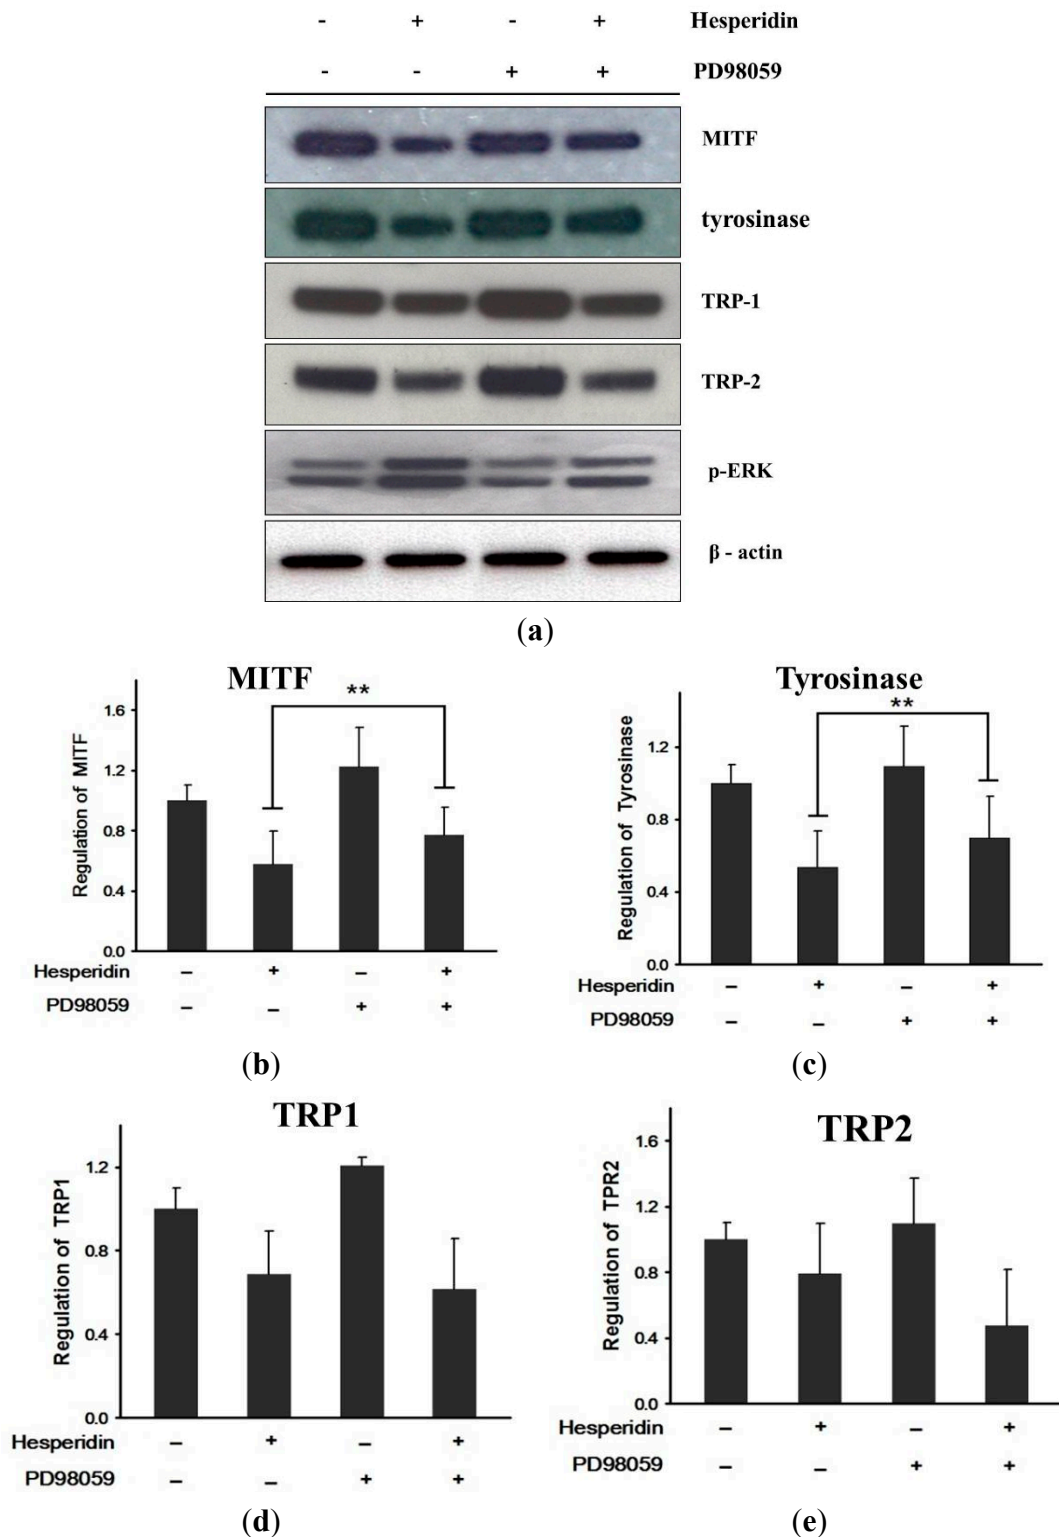 - + - + Hesperidin
- - + + PD98059
MITF
tyrosinase
TRP-1
TRP-2
p-ERK
β - actin
(a)
MITF
**
Regulation of MITF
1.6
1.2
0.8
0.4
0.0
Hesperidin – + – +
PD98059 – – + +
(b)
Tyrosinase
**
Regulation of Tyrosinase
1.2
0.8
0.4
0.0
Hesperidin – + – +
PD98059 – – + +
(c)
TRP1
Regulation of TRP1
1.2
0.8
0.4
0.0
Hesperidin – + – +
PD98059 – – + +
(d)
TRP2
Regulation of TPR2
1.6
1.2
0.8
0.4
0.0
Hesperidin – + – +
PD98059 – – + +
(e)